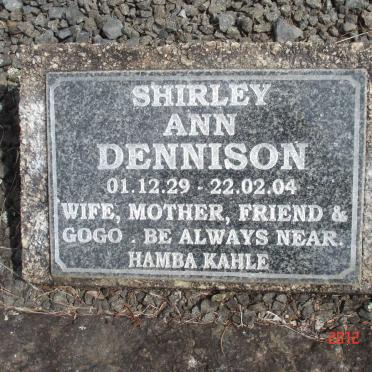 SHIRLEY
ANN
DENNISON
01.12.29 - 22.02.04
WIFE, MOTHER, FRIEND &
GOGO . BE ALWAYS NEAR.
HAMBA KAHLE
2012